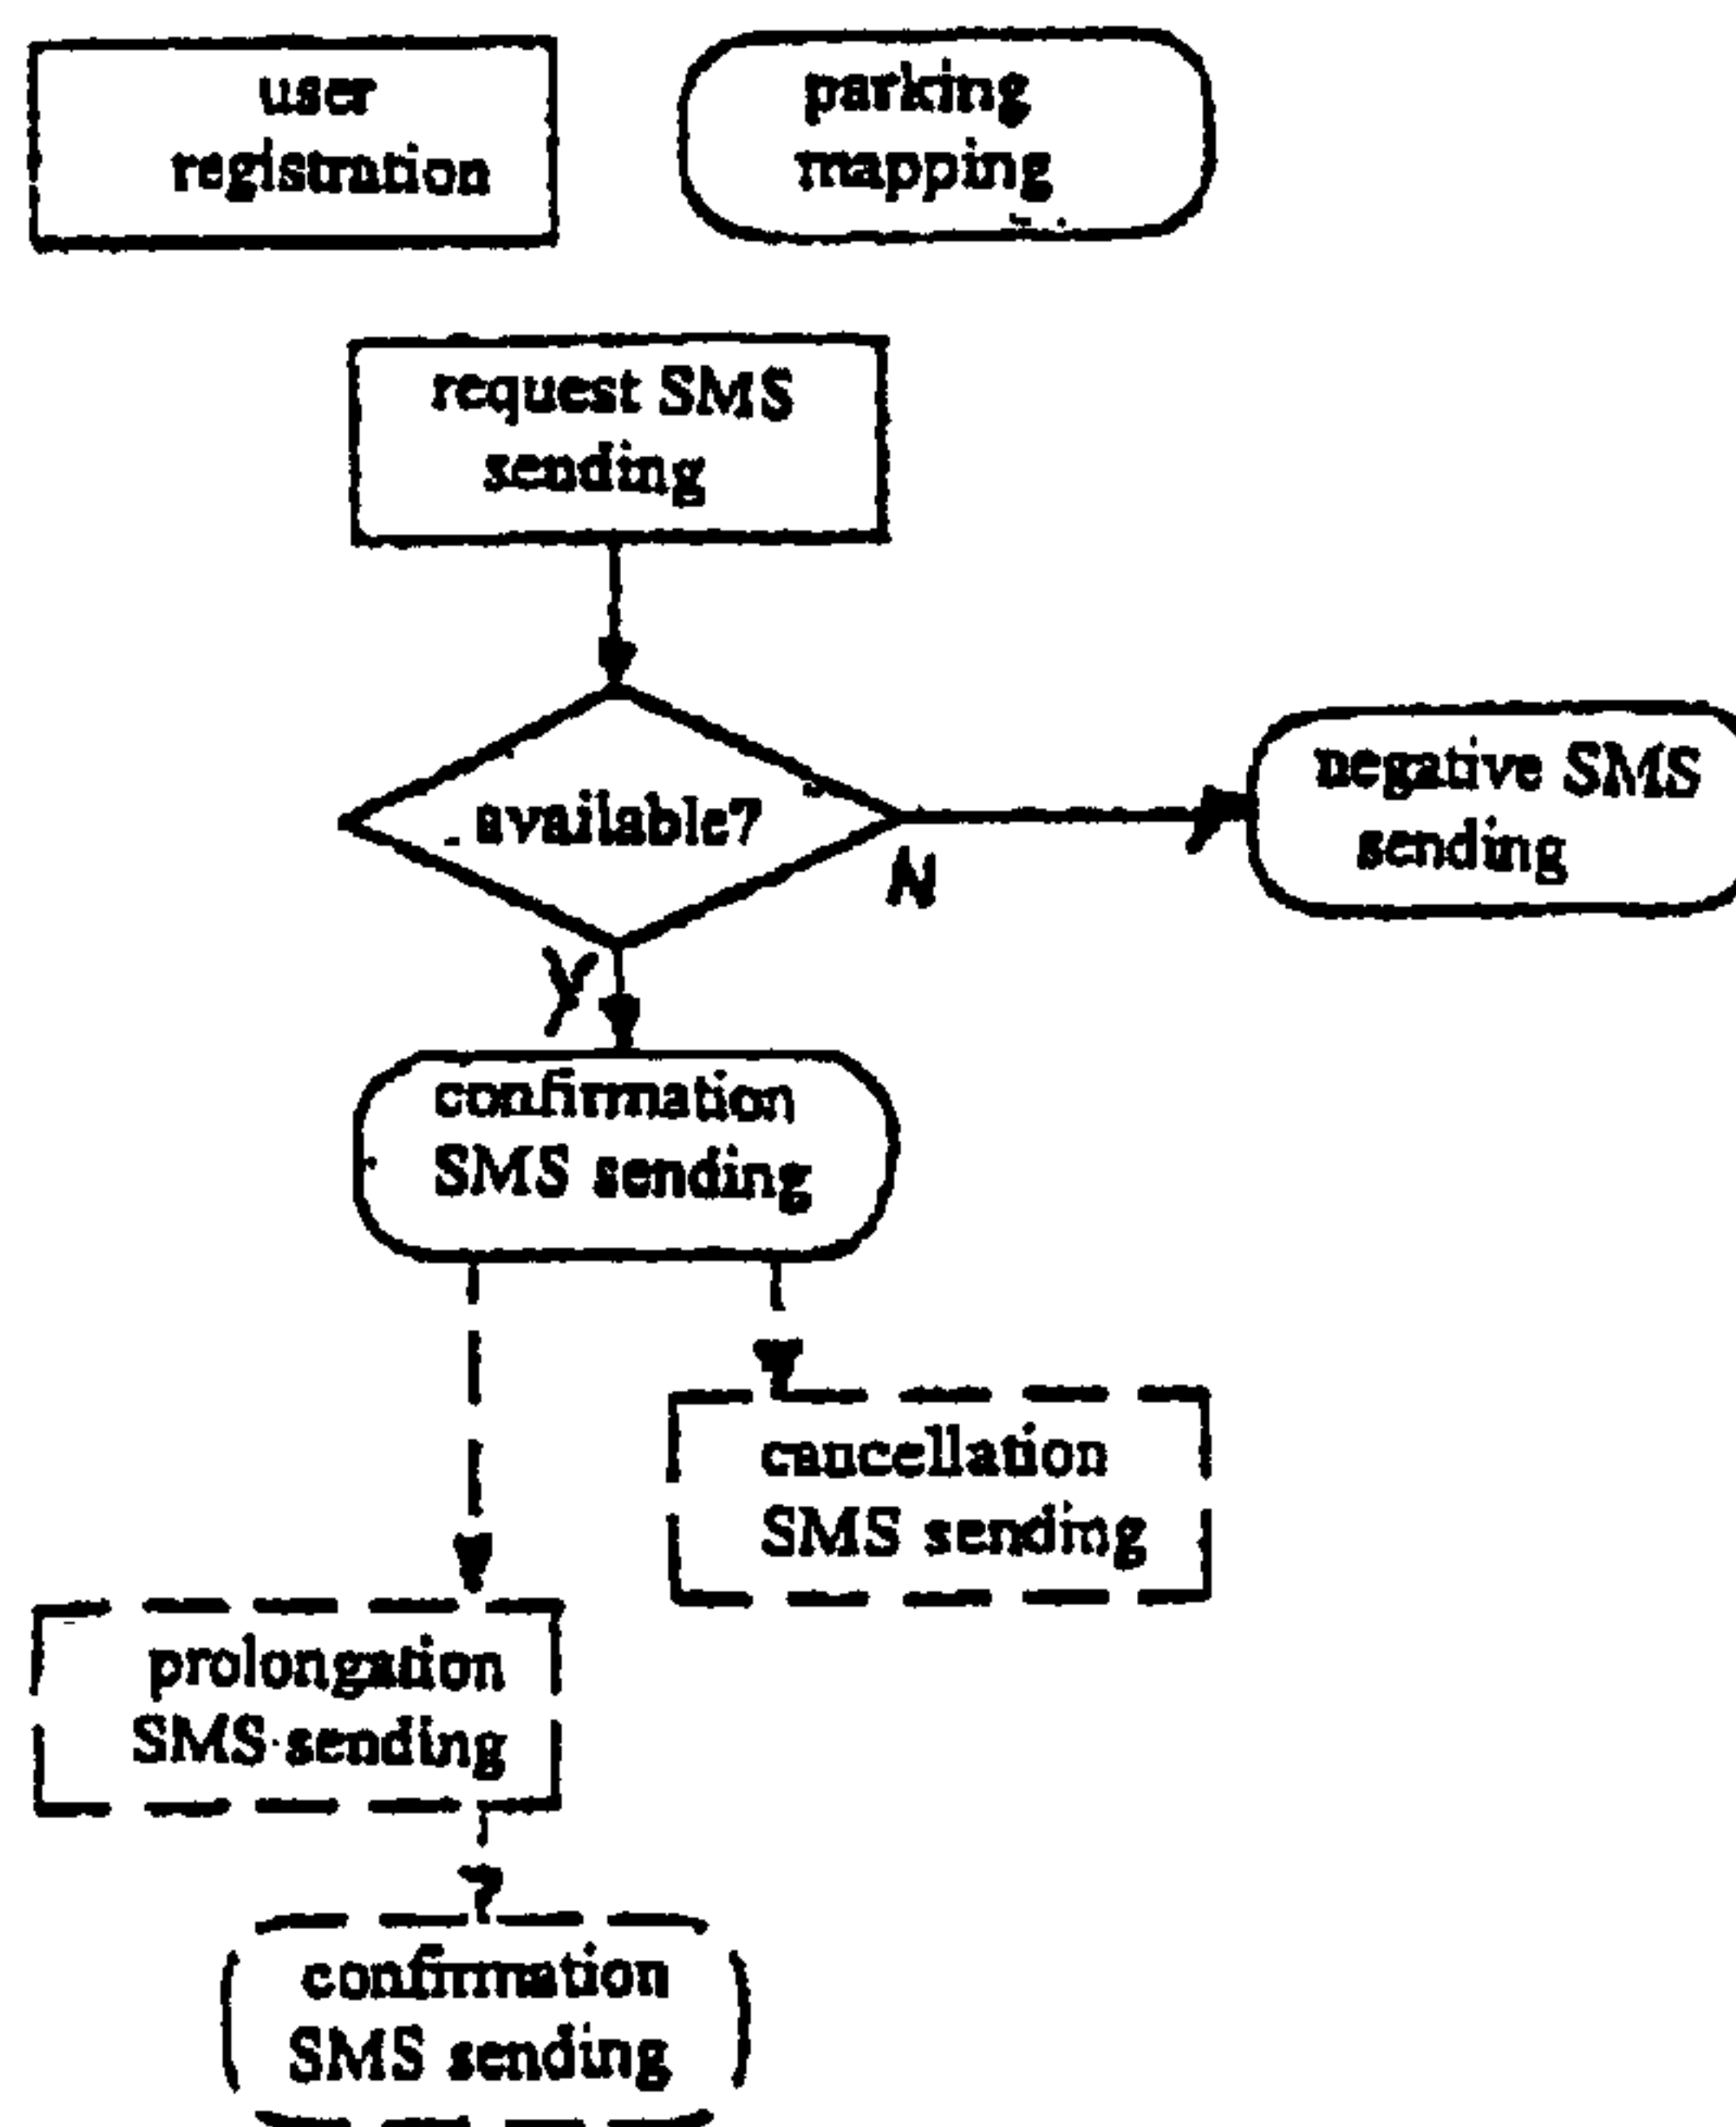 user
registration
parking
mapping
request SMS
sending
available?
N
negative SMS
sending
Y
confirmation
SMS sending
cancellation
SMS sending
prolongation
SMS sending
confirmation
SMS sending